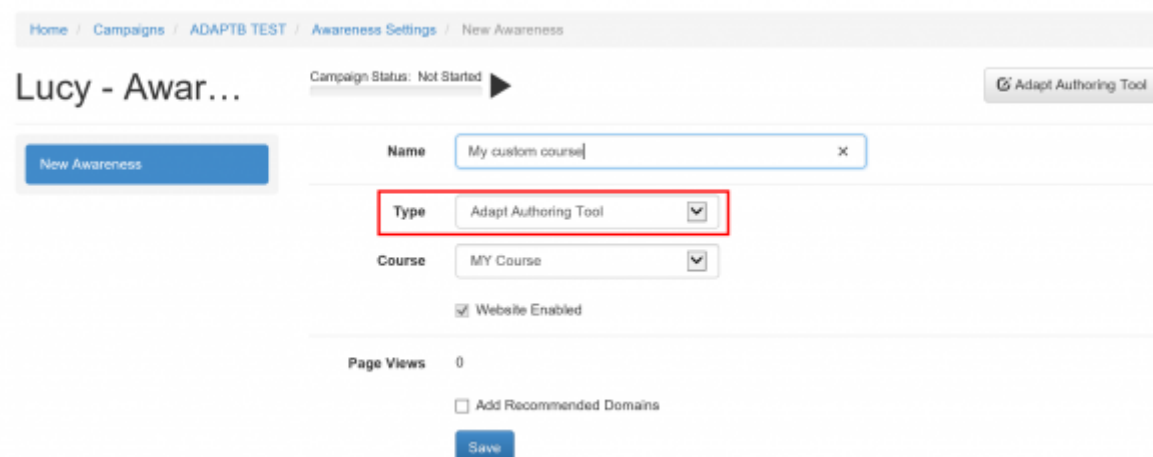 Home / Campaigns / ADAPTB TEST / Awareness Settings / New Awareness
Lucy - Awar...
Campaign Status: Not Started
Adapt Authoring Tool
New Awareness
Name My custom course
Type Adapt Authoring Tool
Course MY Course
Website Enabled
Page Views 0
Add Recommended Domains
Save